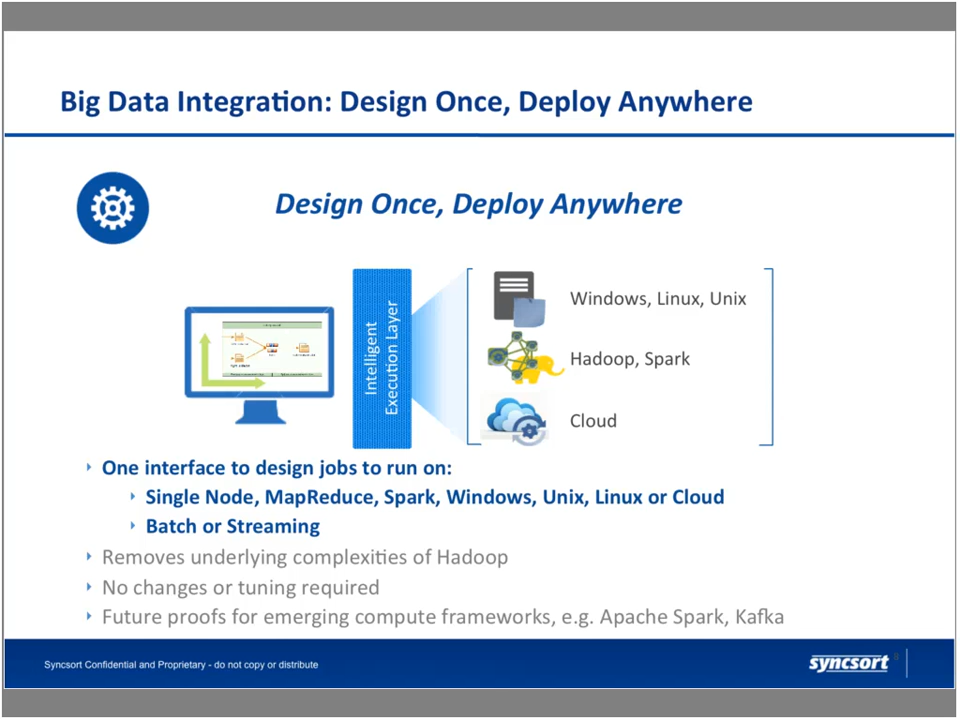 Big Data Integration: Design Once, Deploy Anywhere
Design Once, Deploy Anywhere
Intelligent
Execution Layer
Windows, Linux, Unix
Hadoop, Spark
Cloud
One interface to design jobs to run on:
Single Node, MapReduce, Spark, Windows, Unix, Linux or Cloud
Batch or Streaming
Removes underlying complexities of Hadoop
No changes or tuning required
Future proofs for emerging compute frameworks, e.g. Apache Spark, Kafka
Syncsort Confidential and Proprietary - do not copy or distribute
syncsort